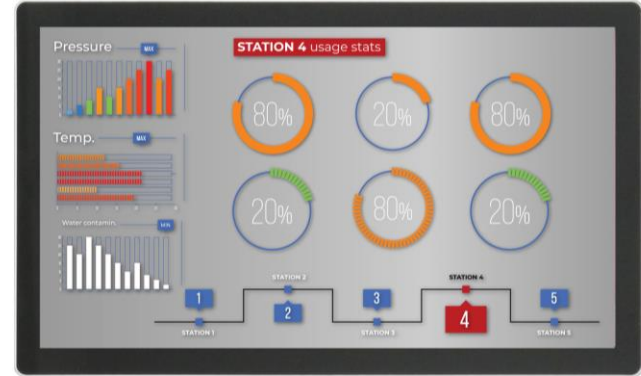 Pressure
MAX
STATION 4 usage stats
80%
20%
80%
Temp.
MAX
20%
80%
20%
Water contamin.
MIN
STATION 2
STATION 4
1
2
3
4
5
STATION 1
STATION 3
STATION 5